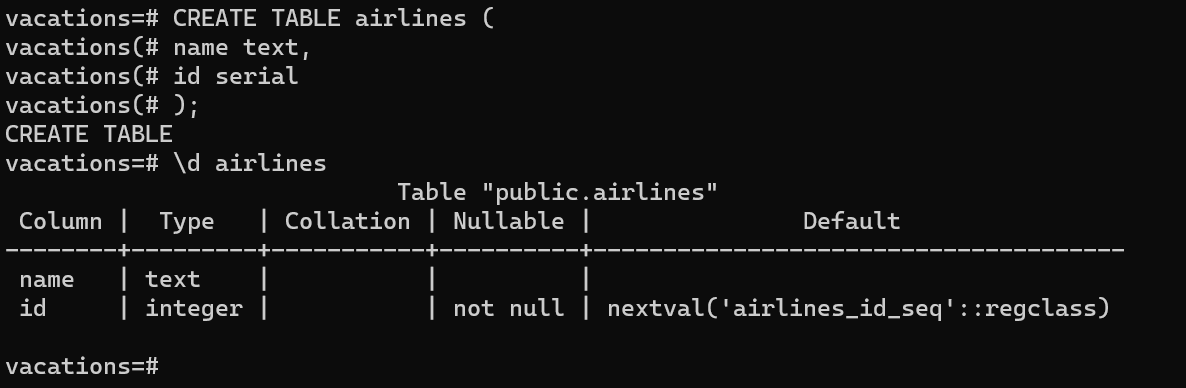 vacations=# CREATE TABLE airlines (
vacations(# name text,
vacations(# id serial
vacations(# );
CREATE TABLE
vacations=# \d airlines
                            Table "public.airlines"
 Column |  Type   | Collation | Nullable |               Default
--------+---------+-----------+----------+--------------------------------------
 name   | text    |           |          |
 id     | integer |           | not null | nextval('airlines_id_seq'::regclass)
vacations=#